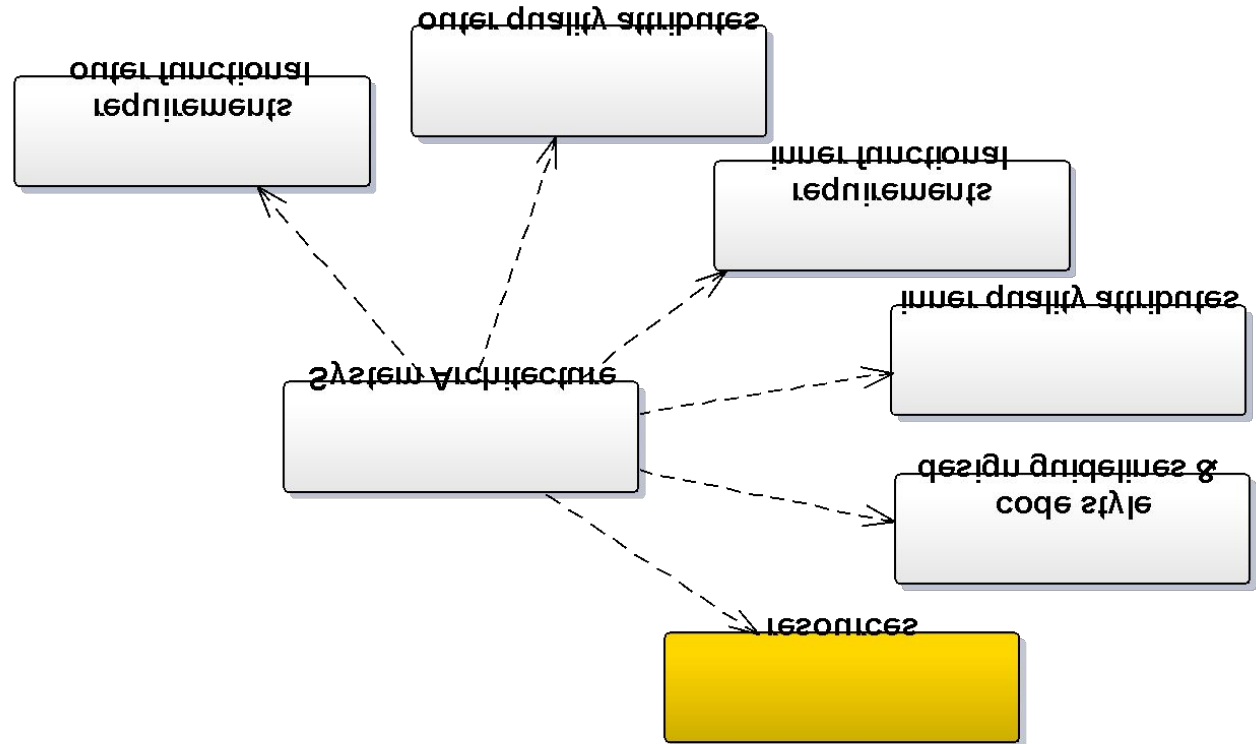 outer quality attributes
outer functional
requirements
inner functional
requirements
inner quality attributes
System Architecture
design guidelines &
code style
resources